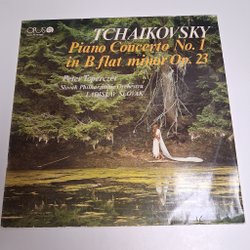 OPUS
TCHAIKOVSKY
Piano Concerto No. 1
in B flat minor Op. 23
Peter Toperczer
Slovak Philharmonic Orchestra
LADISLAV SLOVÁK